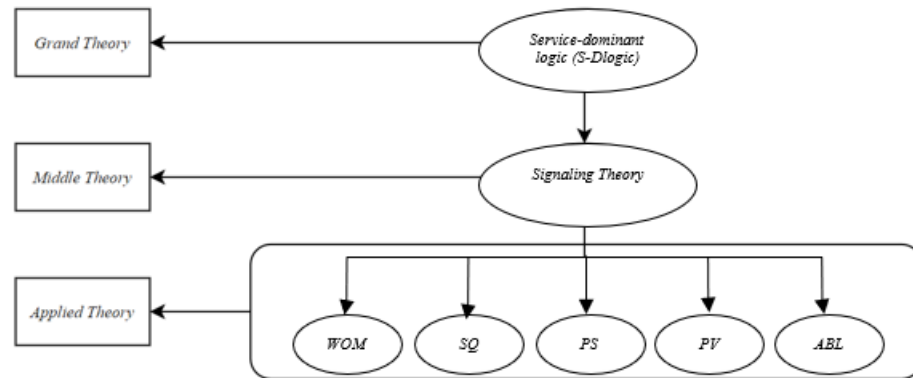 Grand Theory
Service-dominant
logic (S-Dlogic)
Middle Theory
Signaling Theory
Applied Theory
WOM
SQ
PS
PV
ABL